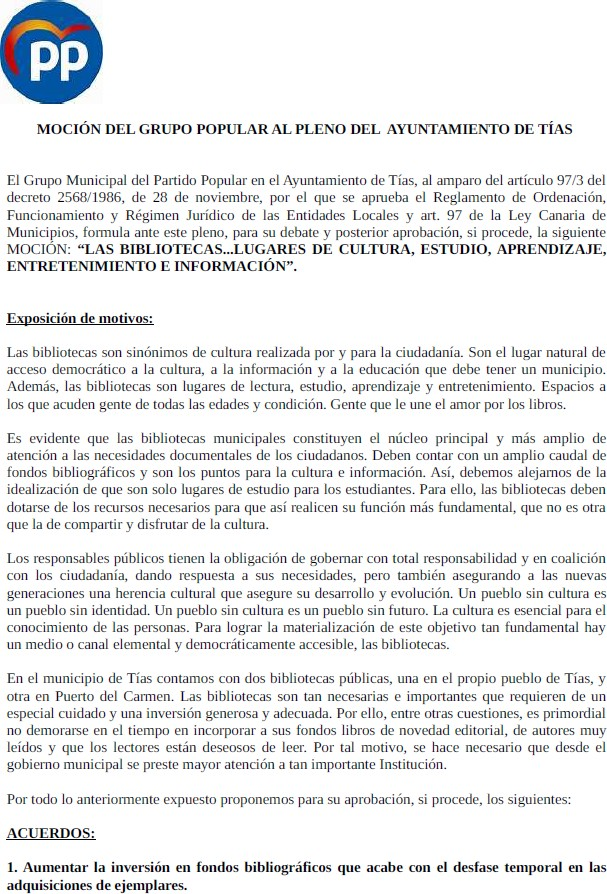 pp
MOCIÓN DEL GRUPO POPULAR AL PLENO DEL AYUNTAMIENTO DE TÍAS
El Grupo Municipal del Partido Popular en el Ayuntamiento de Tías, al amparo del artículo 97/3 del
decreto 2568/1986, de 28 de noviembre, por el que se aprueba el Reglamento de Ordenación,
Funcionamiento y Régimen Jurídico de las Entidades Locales y art. 97 de la Ley Canaria de
Municipios, formula ante este pleno, para su debate y posterior aprobación, si procede, la siguiente
MOCIÓN: “LAS BIBLIOTECAS...LUGARES DE CULTURA, ESTUDIO, APRENDIZAJE,
ENTRETENIMIENTO E INFORMACIÓN”.
Exposición de motivos:
Las bibliotecas son sinónimos de cultura realizada por y para la ciudadanía. Son el lugar natural de
acceso democrático a la cultura, a la información y a la educación que debe tener un municipio.
Además, las bibliotecas son lugares de lectura, estudio, aprendizaje y entretenimiento. Espacios a
los que acuden gente de todas las edades y condición. Gente que le une el amor por los libros.
Es evidente que las bibliotecas municipales constituyen el núcleo principal y más amplio de
atención a las necesidades documentales de los ciudadanos. Deben contar con un amplio caudal de
fondos bibliográficos y son los puntos para la cultura e información. Así, debemos alejarnos de la
idealización de que son solo lugares de estudio para los estudiantes. Para ello, las bibliotecas deben
dotarse de los recursos necesarios para que así realicen su función más fundamental, que no es otra
que la de compartir y disfrutar de la cultura.
Los responsables públicos tienen la obligación de gobernar con total responsabilidad y en coalición
con los ciudadanía, dando respuesta a sus necesidades, pero también asegurando a las nuevas
generaciones una herencia cultural que asegure su desarrollo y evolución. Un pueblo sin cultura es
un pueblo sin identidad. Un pueblo sin cultura es un pueblo sin futuro. La cultura es esencial para el
conocimiento de las personas. Para lograr la materialización de este objetivo tan fundamental hay
un medio o canal elemental y democráticamente accesible, las bibliotecas.
En el municipio de Tías contamos con dos bibliotecas públicas, una en el propio pueblo de Tías, y
otra en Puerto del Carmen. Las bibliotecas son tan necesarias e importantes que requieren de un
especial cuidado y una inversión generosa y adecuada. Por ello, entre otras cuestiones, es primordial
no demorarse en el tiempo en incorporar a sus fondos libros de novedad editorial, de autores muy
leídos y que los lectores están deseosos de leer. Por tal motivo, se hace necesario que desde el
gobierno municipal se preste mayor atención a tan importante Institución.
Por todo lo anteriormente expuesto proponemos para su aprobación, si procede, los siguientes:
ACUERDOS:
1. Aumentar la inversión en fondos bibliográficos que acabe con el desfase temporal en las
adquisiciones de ejemplares.